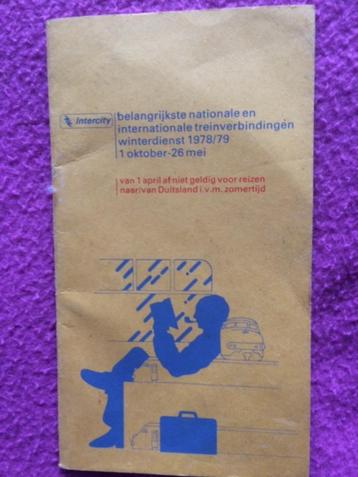 Intercity
belangrijkste nationale en
internationale treinverbindingen
winterdienst 1978/79
1 oktober-26 mei
van 1 april af niet geldig voor reizen
naar/van Duitsland i.v.m. zomertijd